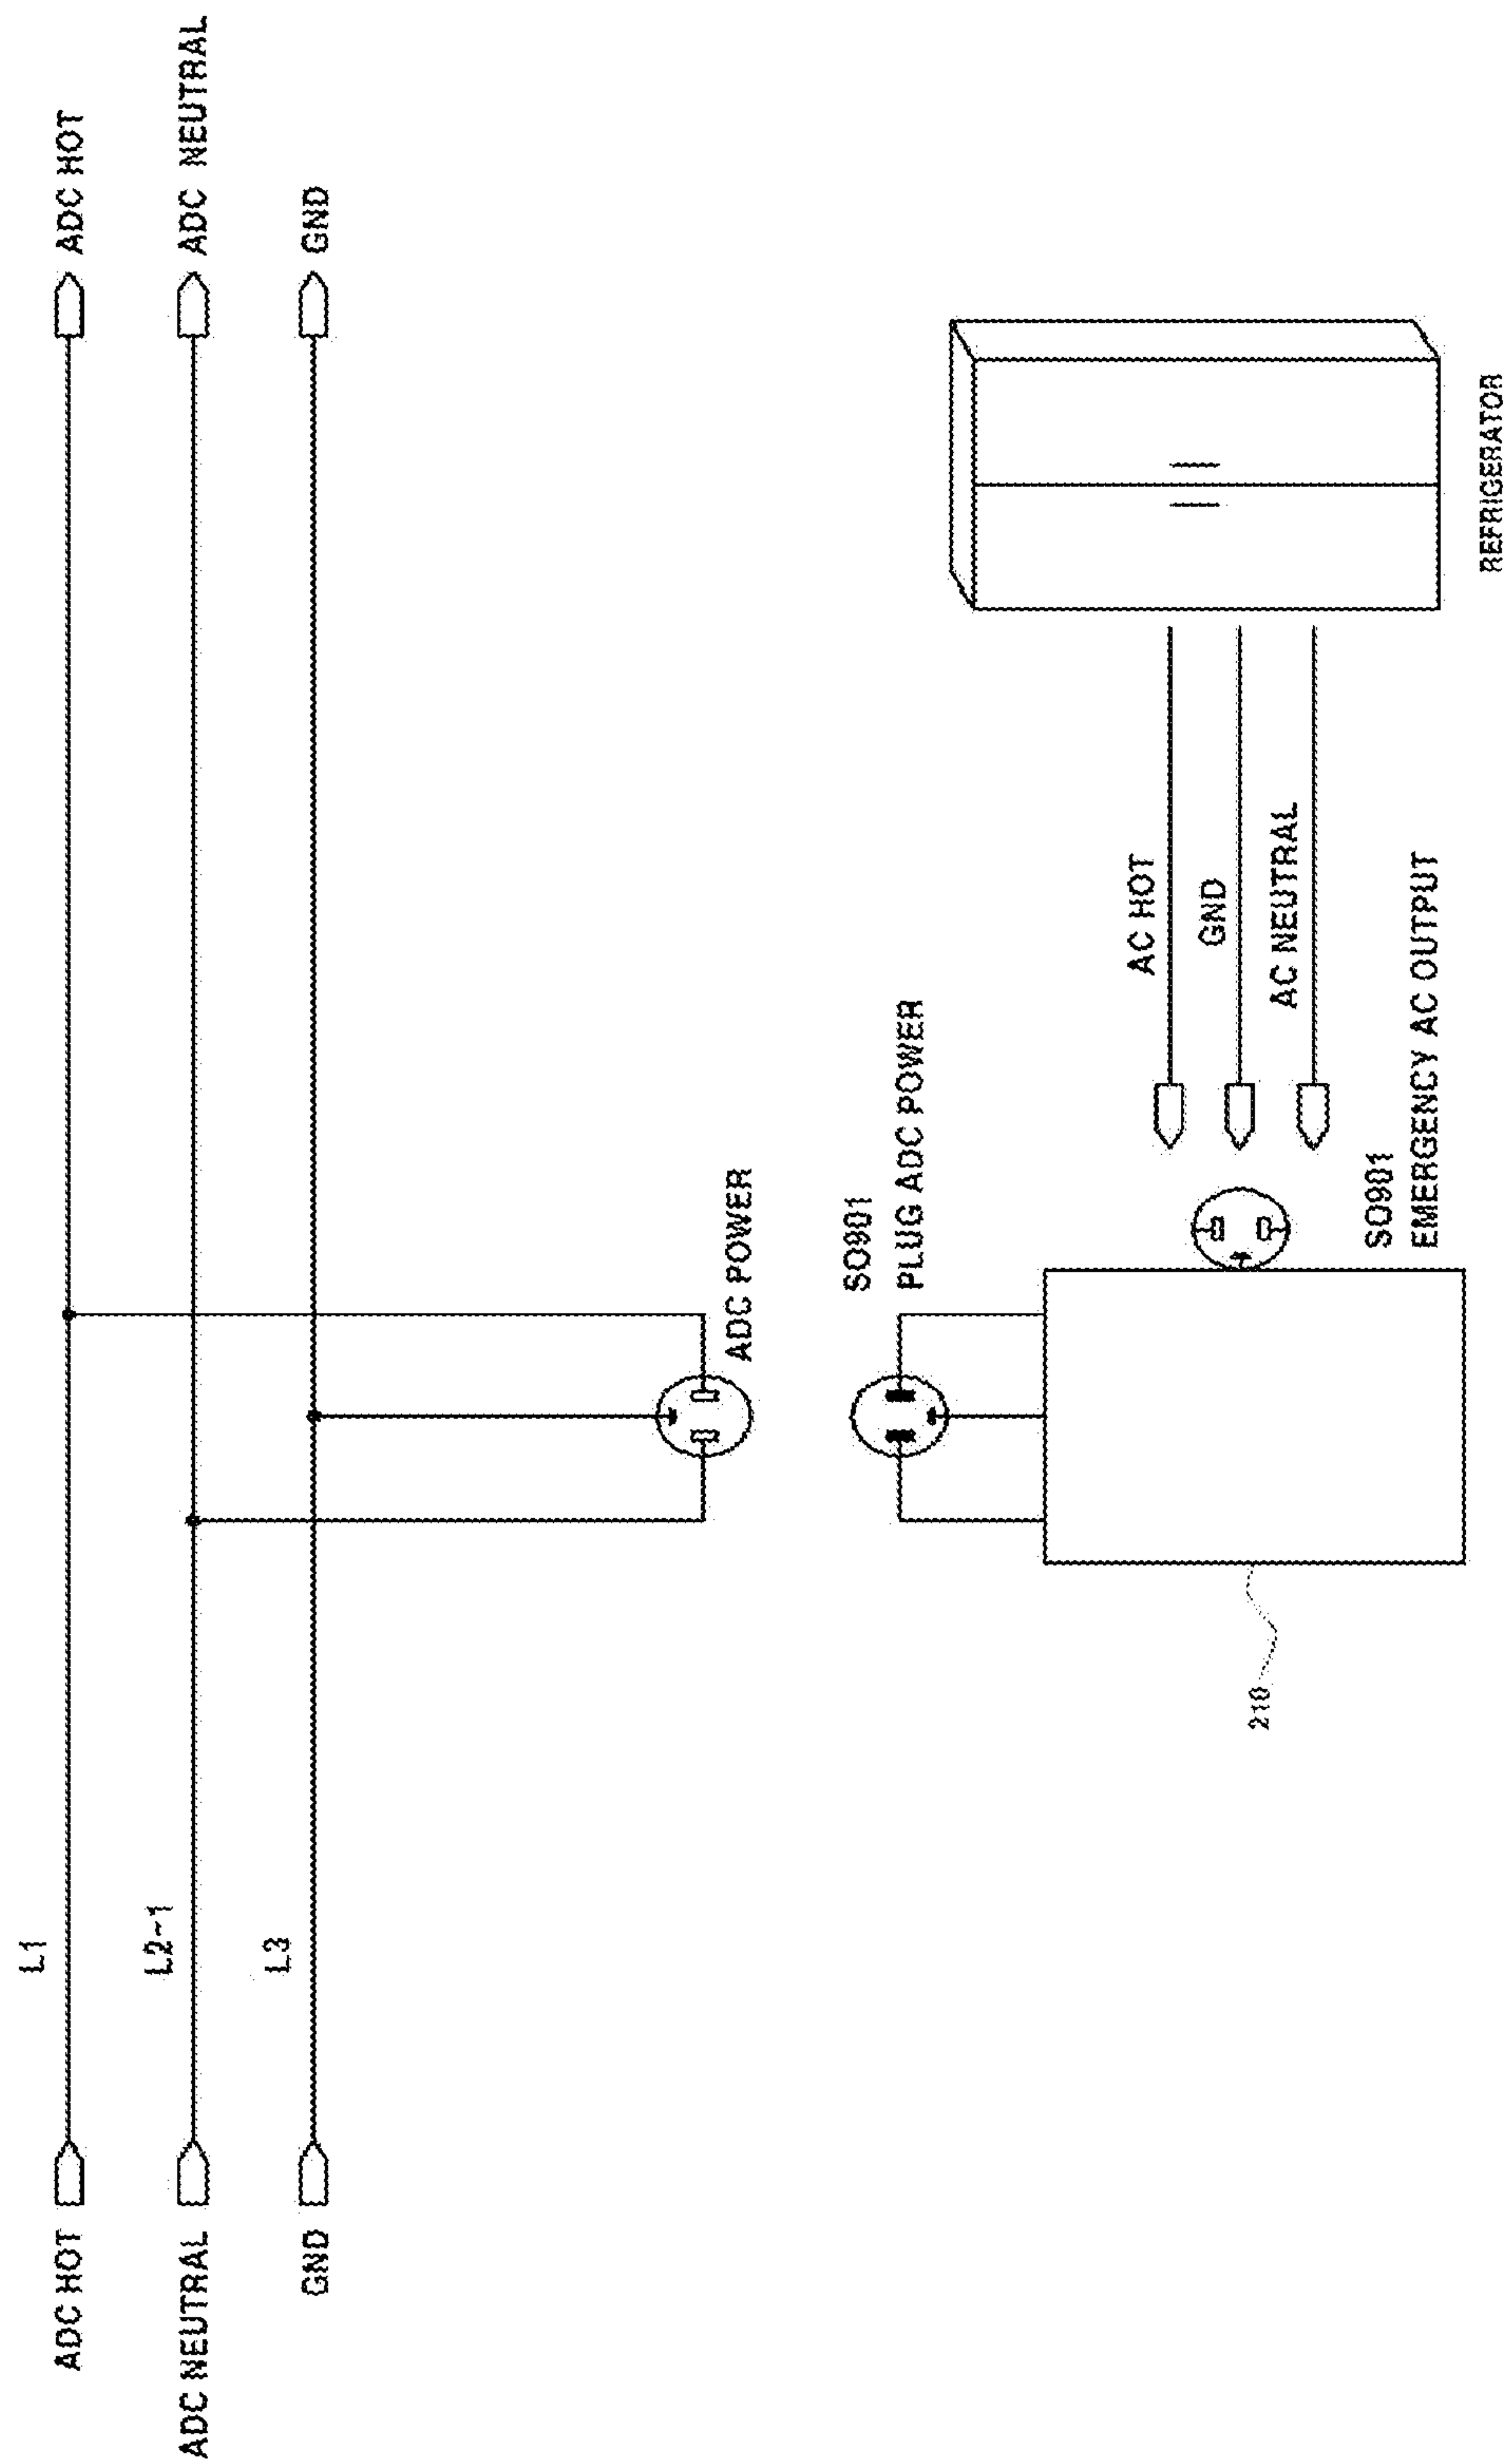 L1
ADC HOT
ADC HOT
L2~1
ADC NEUTRAL
ADC NEUTRAL
L3
GND
GND
ADC POWER
SO901
PLUG ADC POWER
AC HOT
GND
AC NEUTRAL
210
SO901
EMERGENCY AC OUTPUT
REFRIGERATOR